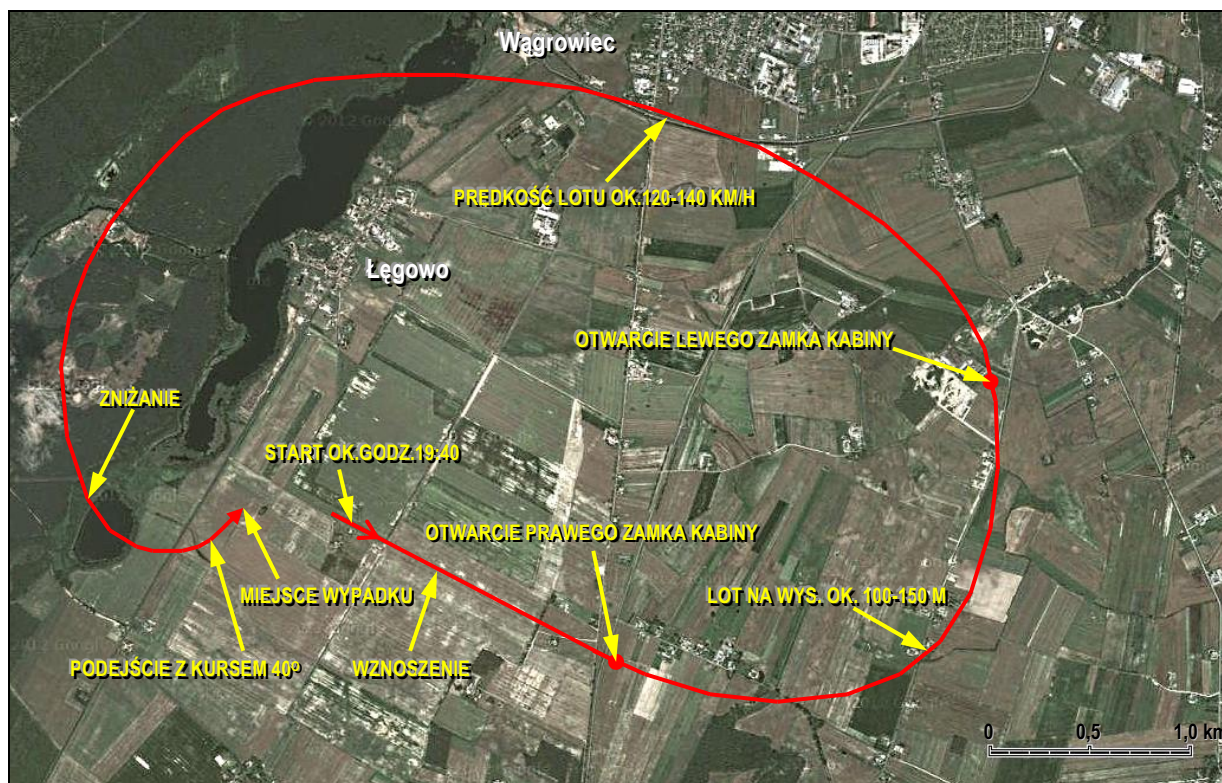 Wągrowiec
© 2012 Google
PRĘDKOŚĆ LOTU OK.120-140 KM/H
Łęgowo
OTWARCIE LEWEGO ZAMKA KABINY
ZNIŻANIE
START OK.GODZ.19:40
OTWARCIE PRAWEGO ZAMKA KABINY
MIEJSCE WYPADKU
LOT NA WYS. OK. 100-150 M
PODEJŚCIE Z KURSEM 40º
WZNOSZENIE
0 0,5 1,0 km